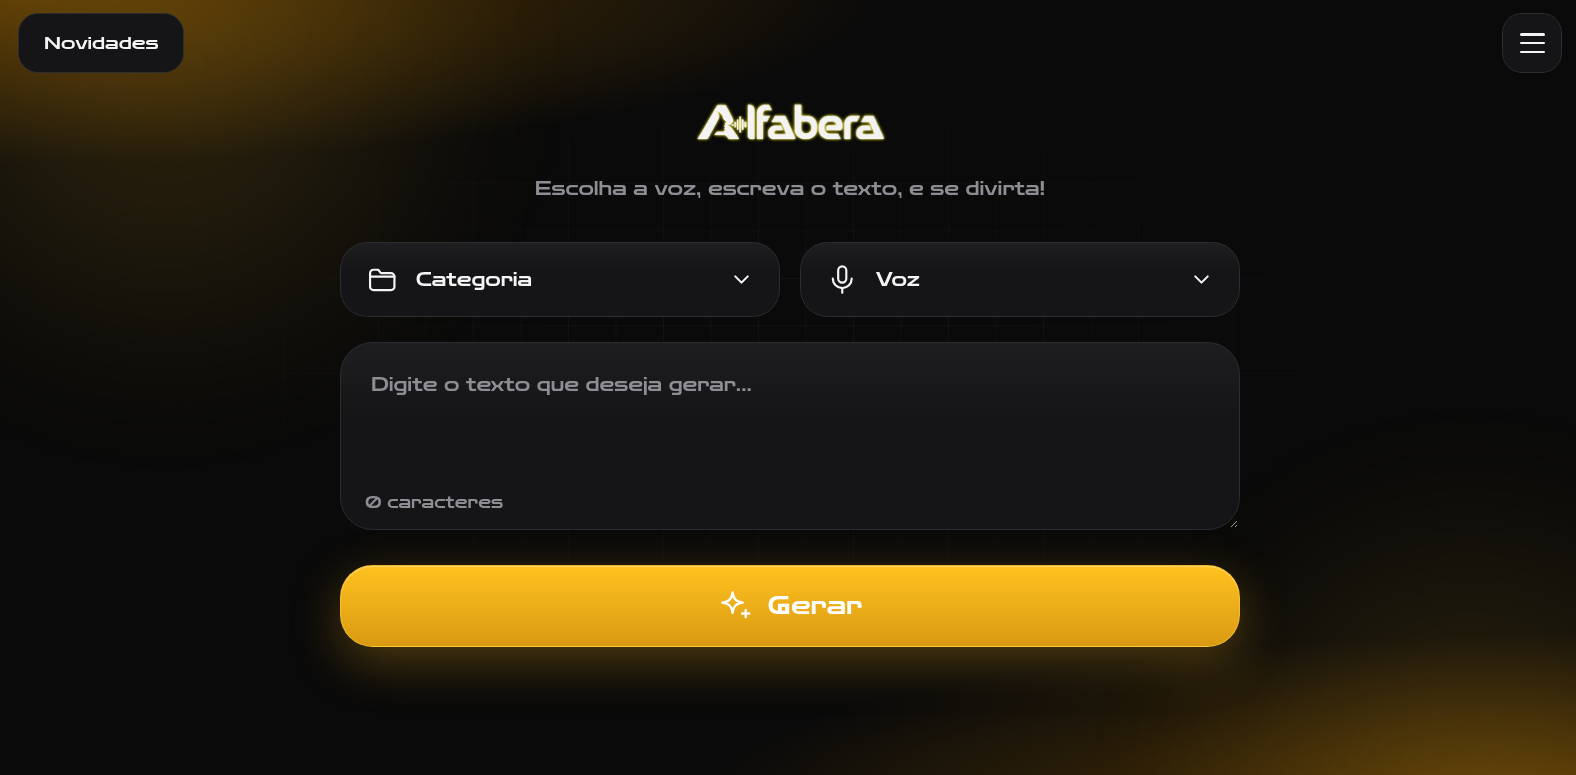 Novidades
Alfabera
Escolha a voz, escreva o texto, e se divirta!
Categoria
Voz
Digite o texto que deseja gerar...
0 caracteres
Gerar